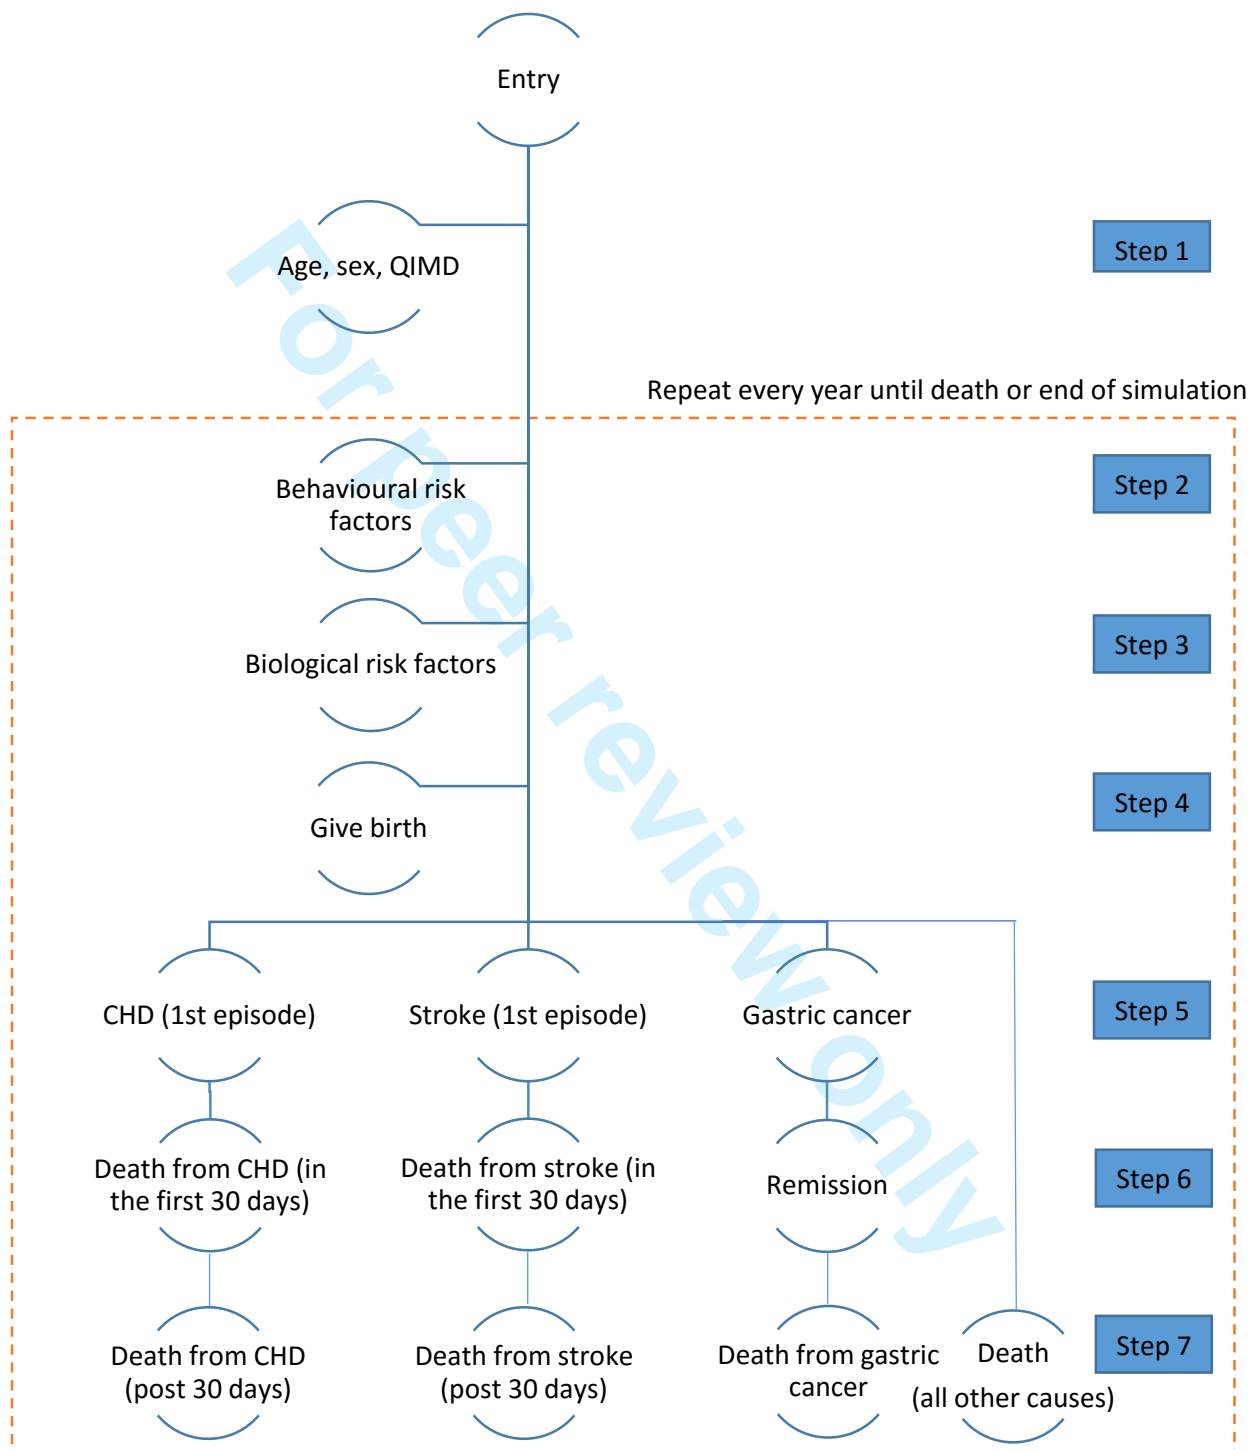 Entry
Age, sex, QIMD
Step 1
Repeat every year until death or end of simulation
Behavioural risk
factors
Step 2
Biological risk factors
Step 3
Give birth
Step 4
CHD (1st episode)
Stroke (1st episode)
Gastric cancer
Step 5
Death from CHD (in
the first 30 days)
Death from stroke (in
the first 30 days)
Remission
Step 6
Death from CHD
(post 30 days)
Death from stroke
(post 30 days)
Death from gastric
cancer
Death
(all other causes)
Step 7
For peer review only